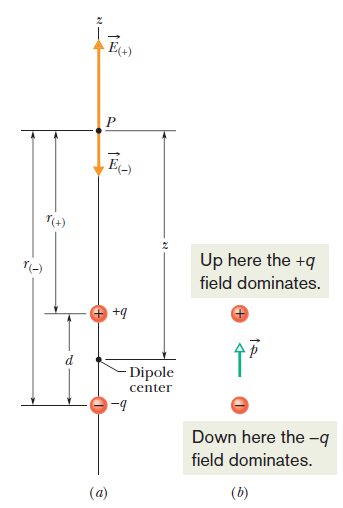 z
E(+)
P
E(–)
r(+)
z
r(–)
Up here the +q
field dominates.
+ +q
+
p
d
Dipole
center
– –q
–
Down here the –q
field dominates.
(a)
(b)